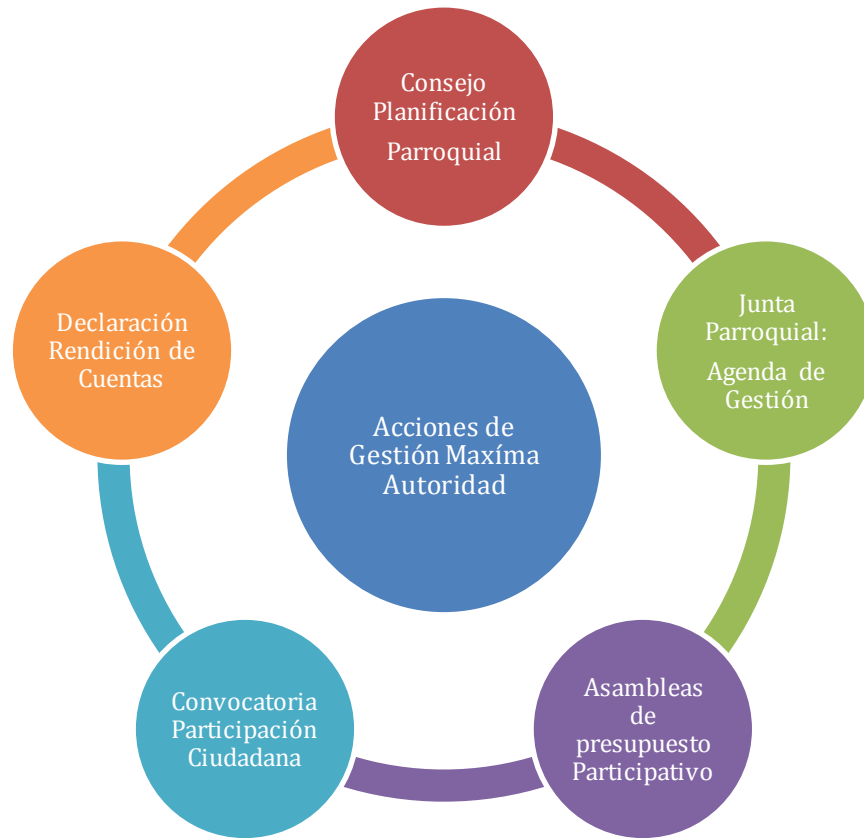 Consejo
Planificación
Parroquial
Junta
Parroquial:
Agenda de
Gestión
Asambleas
de
presupuesto
Participativo
Convocatoria
Participación
Ciudadana
Declaración
Rendición de
Cuentas
Acciones de
Gestión Maxíma
Autoridad